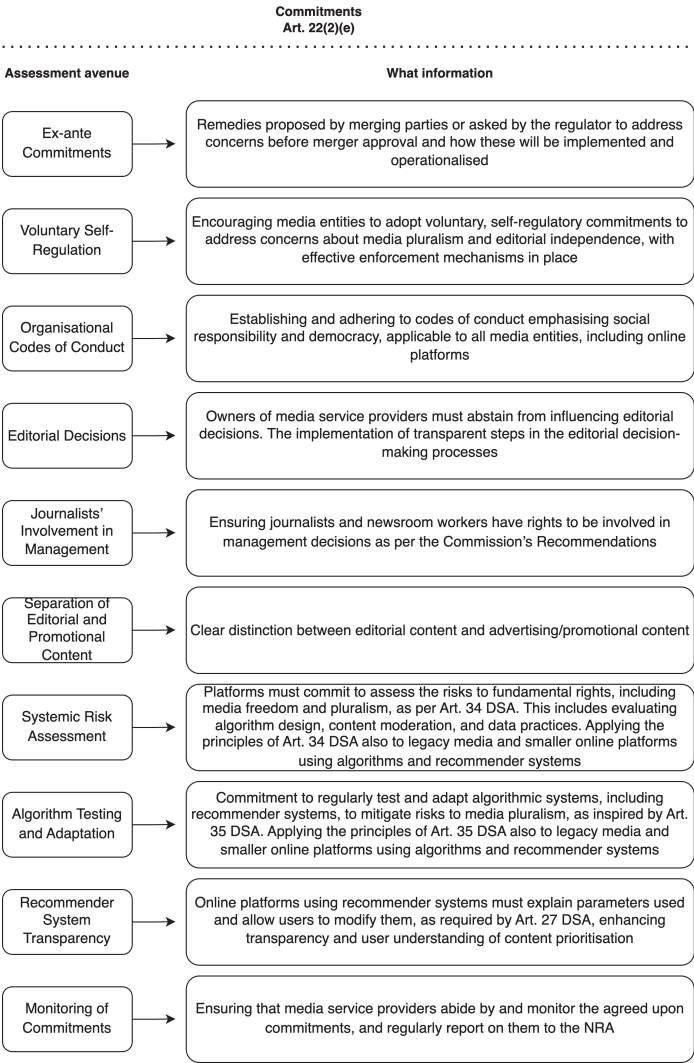 Commitments
Art. 22(2)(e)
Assessment avenue
What information
Ex-ante
Commitments
Remedies proposed by merging parties or asked by the regulator to address
concerns before merger approval and how these will be implemented and
operationalised
Voluntary Self-
Regulation
Encouraging media entities to adopt voluntary, self-regulatory commitments to
address concerns about media pluralism and editorial independence, with
effective enforcement mechanisms in place
Organisational
Codes of Conduct
Establishing and adhering to codes of conduct emphasising social
responsibility and democracy, applicable to all media entities, including online
platforms
Editorial Decisions
Owners of media service providers must abstain from influencing editorial
decisions. The implementation of transparent steps in the editorial decision-
making processes
Journalists'
Involvement in
Management
Ensuring journalists and newsroom workers have rights to be involved in
management decisions as per the Commission's Recommendations
Separation of
Editorial and
Promotional
Content
Clear distinction between editorial content and advertising/promotional content
Systemic Risk
Assessment
Platforms must commit to assess the risks to fundamental rights, including
media freedom and pluralism, as per Art. 34 DSA. This includes evaluating
algorithm design, content moderation, and data practices. Applying the
principles of Art. 34 DSA also to legacy media and smaller online platforms
using algorithms and recommender systems
Algorithm Testing
and Adaptation
Commitment to regularly test and adapt algorithmic systems, including
recommender systems, to mitigate risks to media pluralism, as inspired by Art.
35 DSA. Applying the principles of Art. 35 DSA also to legacy media and
smaller online platforms using algorithms and recommender systems
Recommender
System
Transparency
Online platforms using recommender systems must explain parameters used
and allow users to modify them, as required by Art. 27 DSA, enhancing
transparency and user understanding of content prioritisation
Monitoring of
Commitments
Ensuring that media service providers abide by and monitor the agreed upon
commitments, and regularly report on them to the NRA